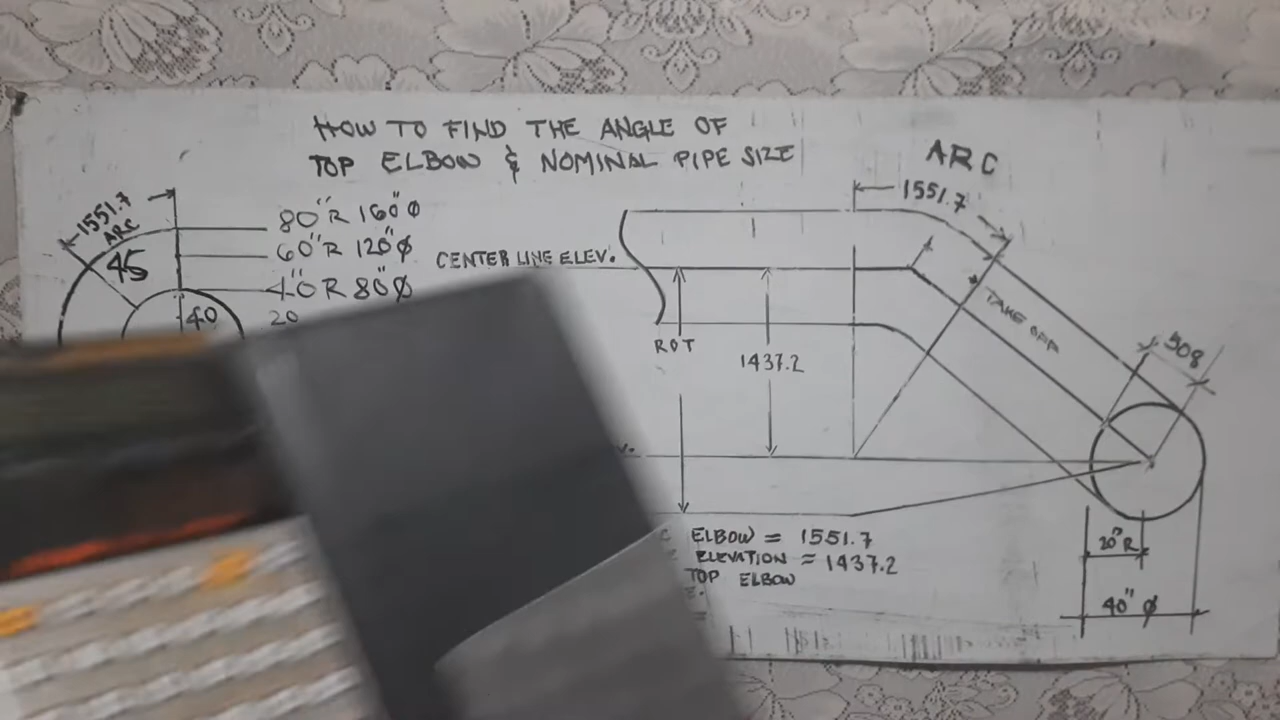 HOW TO FIND THE ANGLE OF
TOP ELBOW & NOMINAL PIPE SIZE
ARC
1551.7
ARC
45
80"R 160"Ø
60"R 120"Ø
40"R 80"Ø
40
20
CENTER LINE ELEV.
1551.7
TAKE OFF
508
ROT
1437.2
ELBOW = 1551.7
ELEVATION = 1437.2
TOP ELBOW
20"R
40" Ø